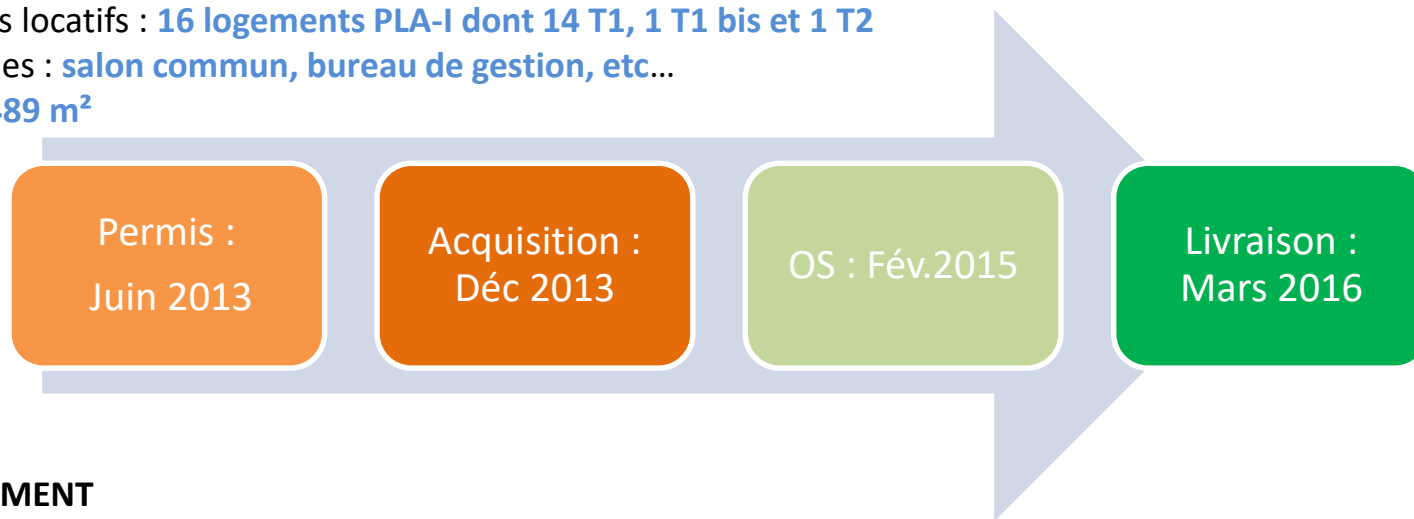 s locatifs : 16 logements PLA-I dont 14 T1, 1 T1 bis et 1 T2
es : salon commun, bureau de gestion, etc…
489 m²
Permis :
Juin 2013
Acquisition :
Déc 2013
OS : Fév.2015
Livraison :
Mars 2016
MENT